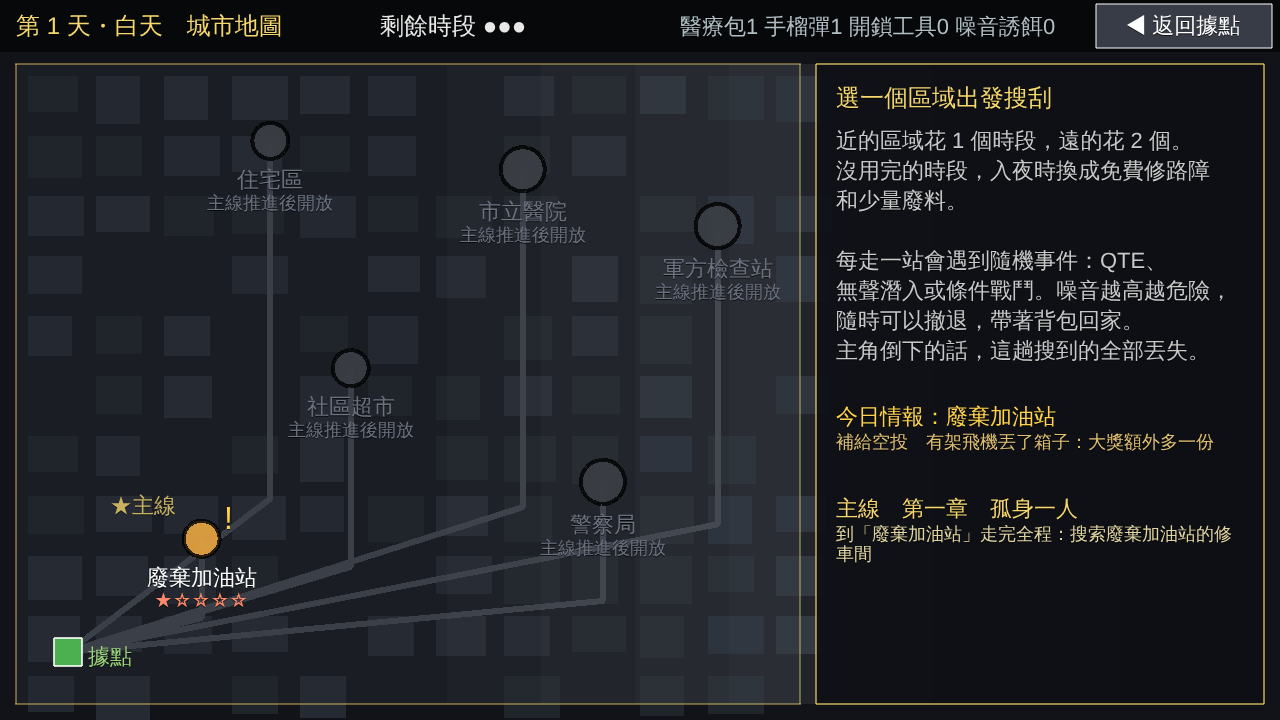 第 1 天・白天　城市地圖
剩餘時段 ●●●
醫療包1 手榴彈1 開鎖工具0 噪音誘餌0
◀ 返回據點
住宅區
主線推進後開放
市立醫院
主線推進後開放
軍方檢查站
主線推進後開放
社區超市
主線推進後開放
警察局
主線推進後開放
★主線
!
廢棄加油站
★☆☆☆☆
據點
選一個區域出發搜刮
近的區域花 1 個時段，遠的花 2 個。
沒用完的時段，入夜時換成免費修路障
和少量廢料。
每走一站會遇到隨機事件：QTE、
無聲潛入或條件戰鬥。噪音越高越危險，
隨時可以撤退，帶著背包回家。
主角倒下的話，這趟搜到的全部丟失。
今日情報：廢棄加油站
補給空投　有架飛機丟了箱子：大獎額外多一份
主線　第一章　孤身一人
到「廢棄加油站」走完全程：搜索廢棄加油站的修
車間